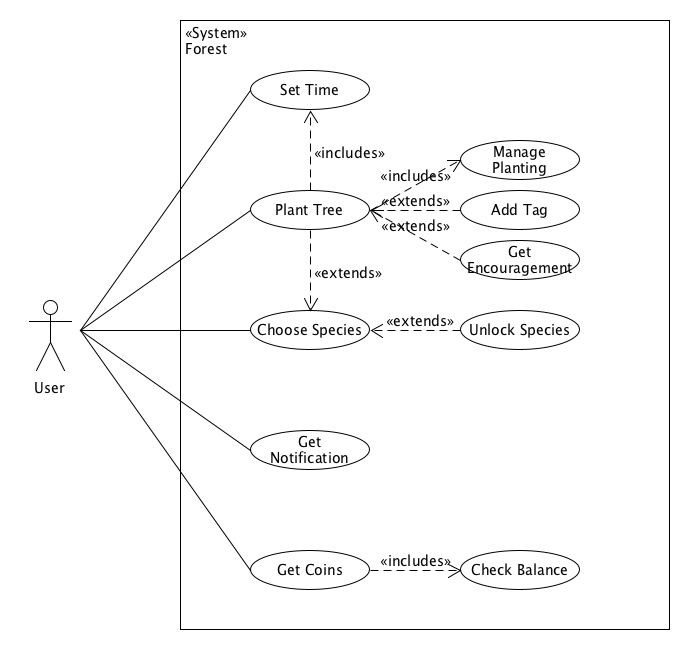 «System»
Forest
Set Time
«includes»
Manage
Planting
«includes»
Plant Tree
«extends»
Add Tag
«extends»
Get
Encouragement
«extends»
Choose Species
«extends»
Unlock Species
User
Get
Notification
Get Coins
«includes»
Check Balance